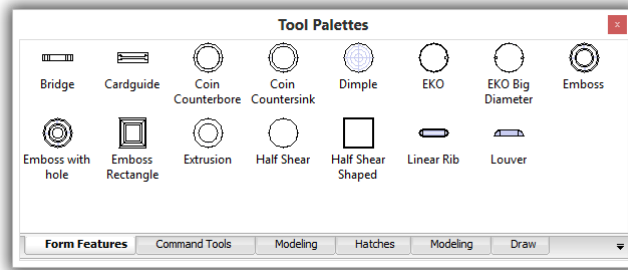 Tool Palettes
x
Bridge Cardguide Coin Coin Dimple EKO EKO Big Emboss
Counterbore Countersink Diameter
Emboss with Emboss Extrusion Half Shear Half Shear Linear Rib Louver
hole Rectangle Shaped
Form Features Command Tools Modeling Hatches Modeling Draw